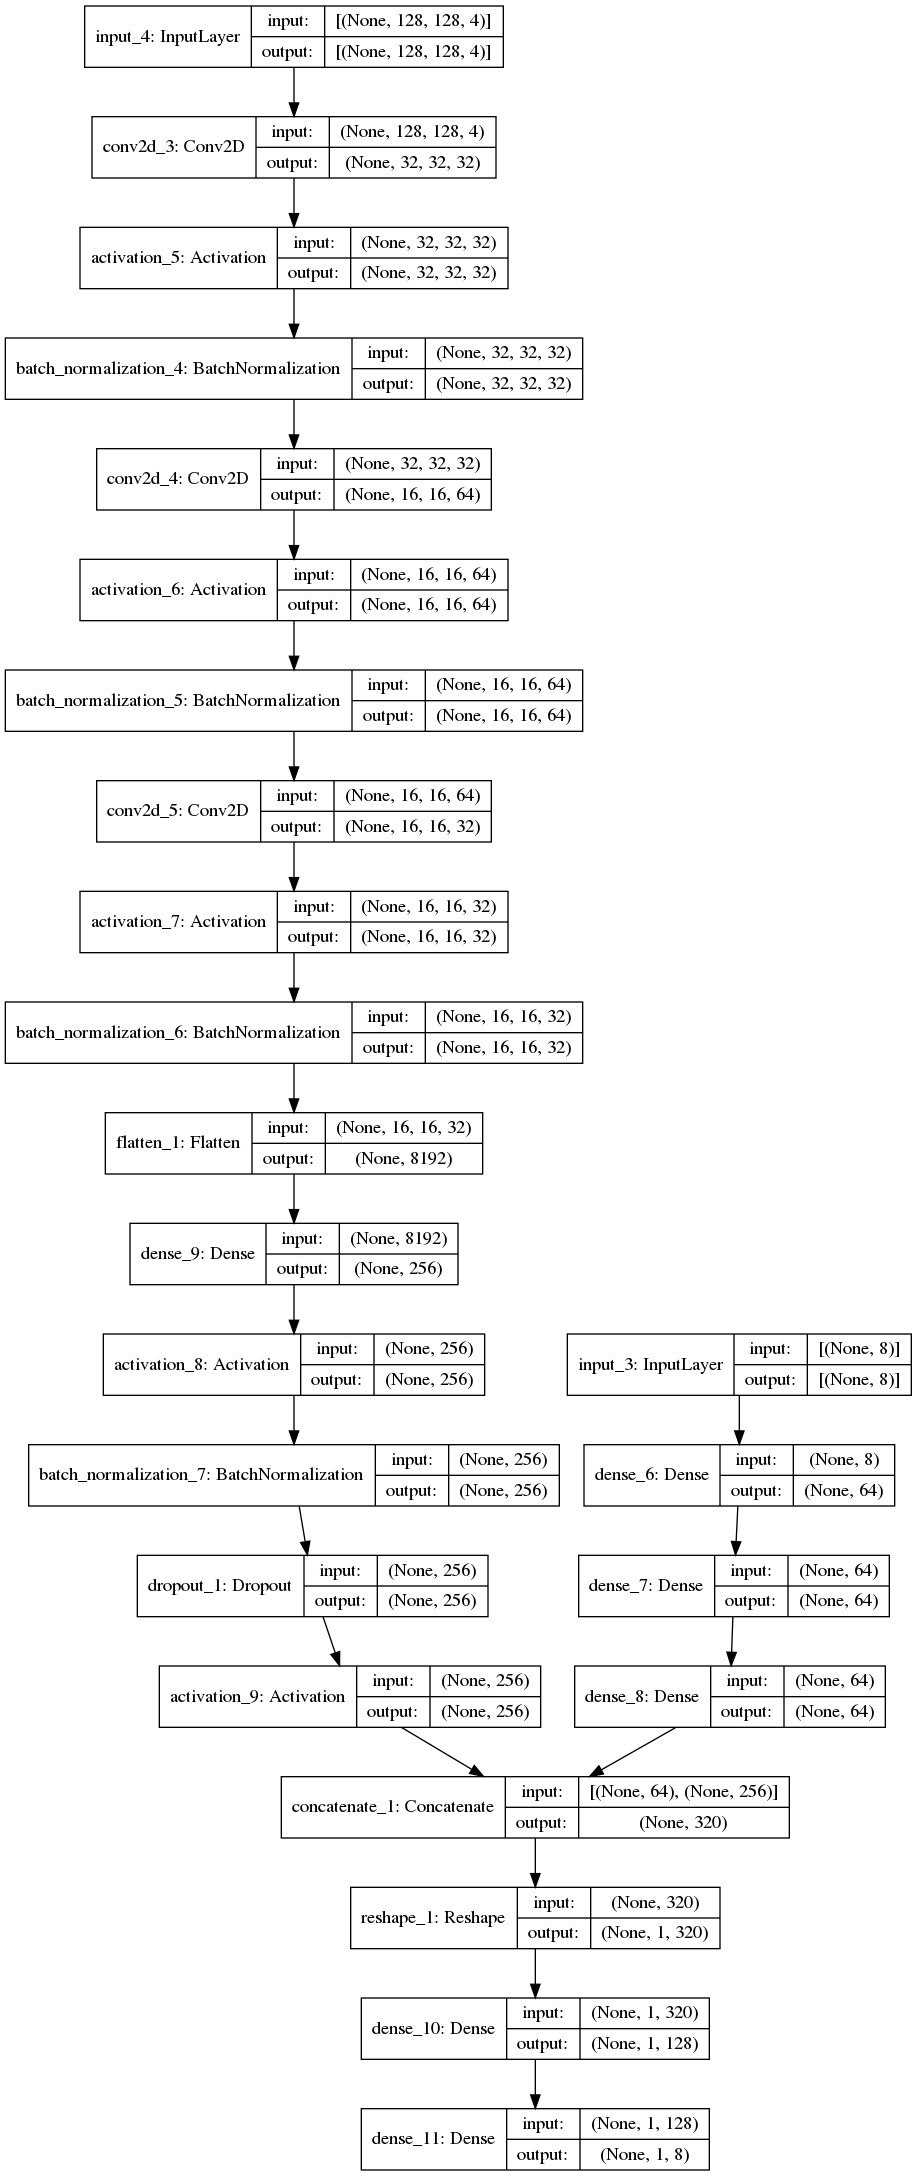 input_4: InputLayer
input: [(None, 128, 128, 4)]
output: [(None, 128, 128, 4)]
conv2d_3: Conv2D
input: (None, 128, 128, 4)
output: (None, 32, 32, 32)
activation_5: Activation
input: (None, 32, 32, 32)
output: (None, 32, 32, 32)
batch_normalization_4: BatchNormalization
input: (None, 32, 32, 32)
output: (None, 32, 32, 32)
conv2d_4: Conv2D
input: (None, 32, 32, 32)
output: (None, 16, 16, 64)
activation_6: Activation
input: (None, 16, 16, 64)
output: (None, 16, 16, 64)
batch_normalization_5: BatchNormalization
input: (None, 16, 16, 64)
output: (None, 16, 16, 64)
conv2d_5: Conv2D
input: (None, 16, 16, 64)
output: (None, 16, 16, 32)
activation_7: Activation
input: (None, 16, 16, 32)
output: (None, 16, 16, 32)
batch_normalization_6: BatchNormalization
input: (None, 16, 16, 32)
output: (None, 16, 16, 32)
flatten_1: Flatten
input: (None, 16, 16, 32)
output: (None, 8192)
dense_9: Dense
input: (None, 8192)
output: (None, 256)
activation_8: Activation
input: (None, 256)
output: (None, 256)
input_3: InputLayer
input: [(None, 8)]
output: [(None, 8)]
batch_normalization_7: BatchNormalization
input: (None, 256)
output: (None, 256)
dense_6: Dense
input: (None, 8)
output: (None, 64)
dropout_1: Dropout
input: (None, 256)
output: (None, 256)
dense_7: Dense
input: (None, 64)
output: (None, 64)
activation_9: Activation
input: (None, 256)
output: (None, 256)
dense_8: Dense
input: (None, 64)
output: (None, 64)
concatenate_1: Concatenate
input: [(None, 64), (None, 256)]
output: (None, 320)
reshape_1: Reshape
input: (None, 320)
output: (None, 1, 320)
dense_10: Dense
input: (None, 1, 320)
output: (None, 1, 128)
dense_11: Dense
input: (None, 1, 128)
output: (None, 1, 8)